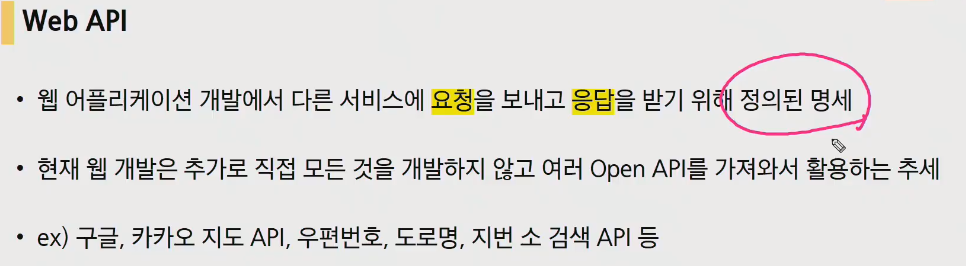 Web API
• 웹 어플리케이션 개발에서 다른 서비스에 요청을 보내고 응답을 받기 위해 정의된 명세
• 현재 웹 개발은 추가로 직접 모든 것을 개발하지 않고 여러 Open API를 가져와서 활용하는 추세
• ex) 구글, 카카오 지도 API, 우편번호, 도로명, 지번 소 검색 API 등